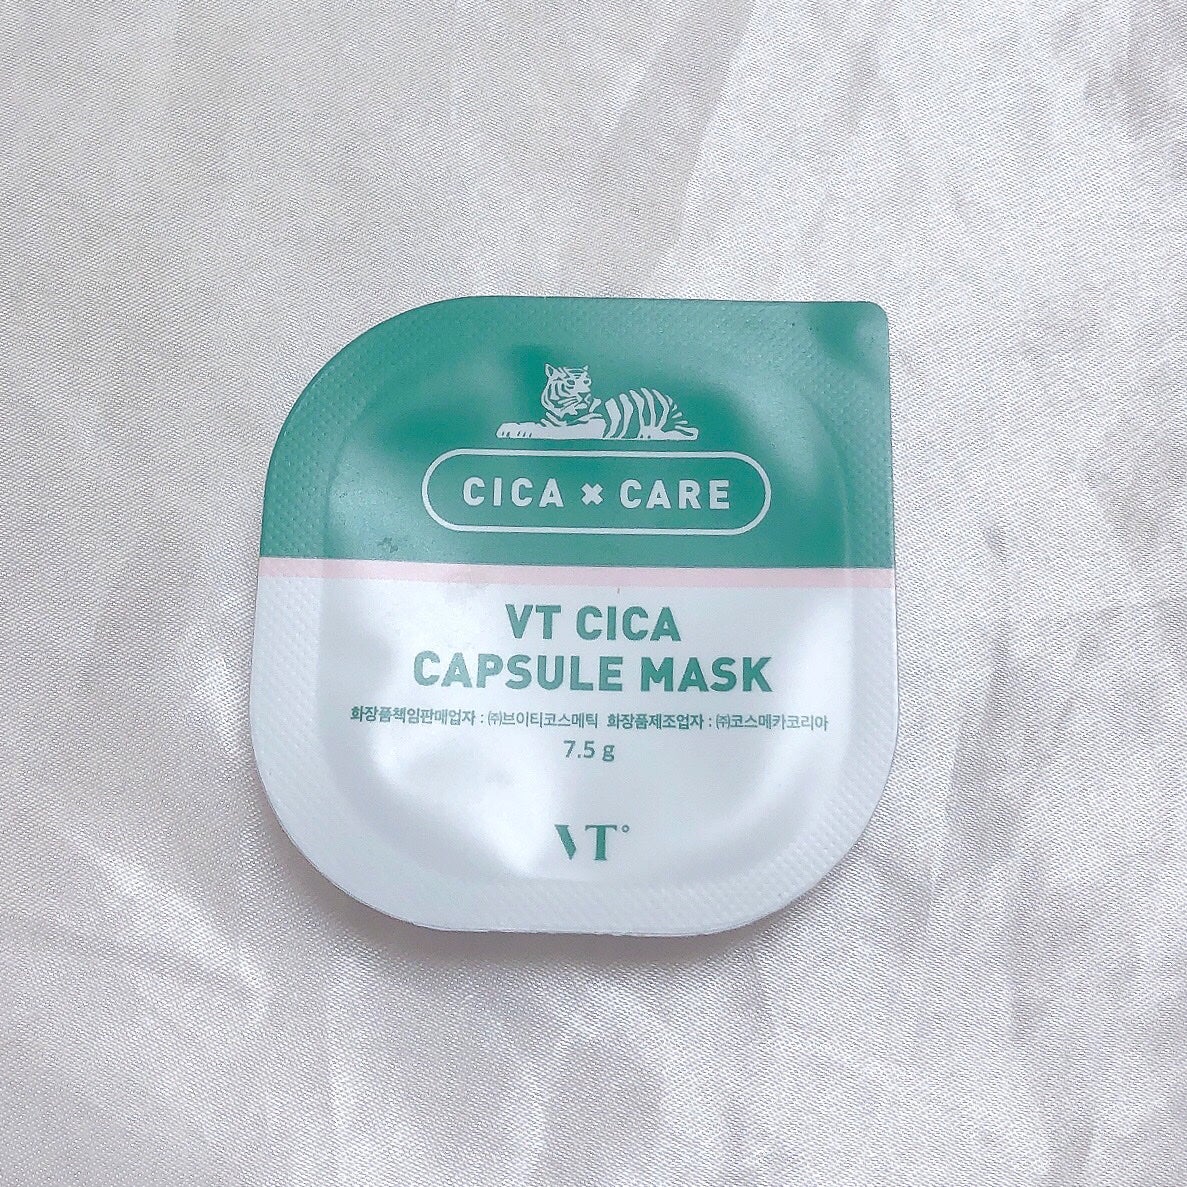 CICA × CARE
VT CICA
CAPSULE MASK
화장품책임판매업자 : ㈜브이티코스메틱 화장품제조업자 : ㈜코스메카코리아
7.5 g
VT°